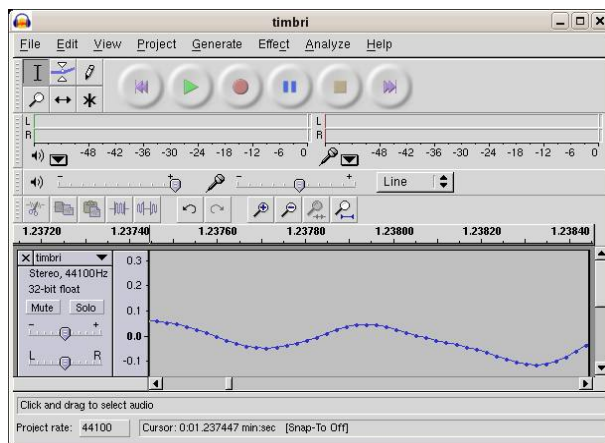 timbri
File Edit View Project Generate Effect Analyze Help
L
R
-48 -42 -36 -30 -24 -18 -12 -6 0
L
R
-48 -42 -36 -30 -24 -18 -12 -6 0
- + - + Line
1.23720 1.23740 1.23760 1.23780 1.23800 1.23820 1.23840
timbri
Stereo, 44100Hz
32-bit float
Mute Solo
- +
L R
0.3
0.2
0.1
0.0
-0.1
Click and drag to select audio
Project rate: 44100 Cursor: 0:01.237447 min:sec [Snap-To Off]